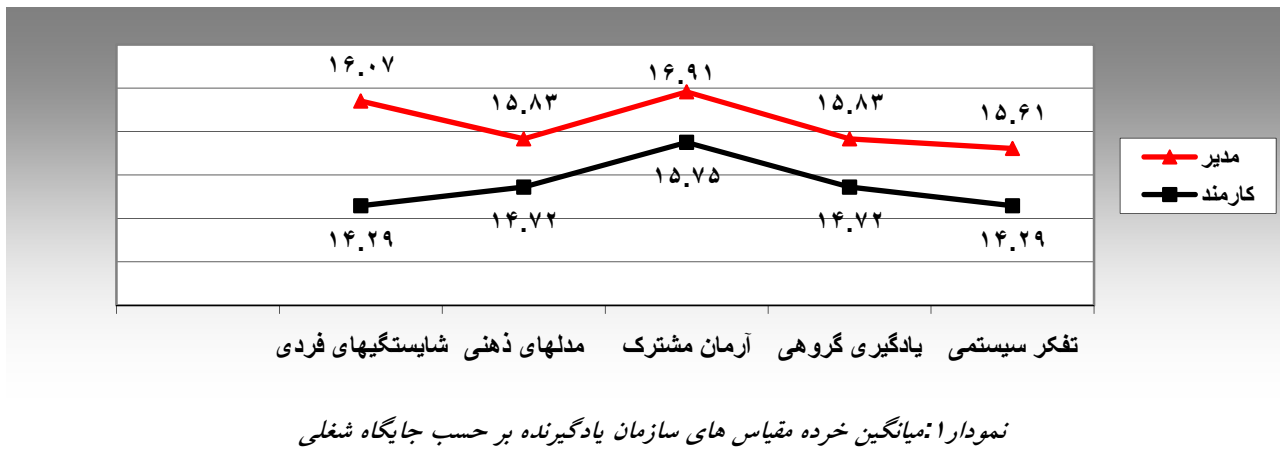 ۱۶.۰۷ ۱۵.۸۳ ۱۶.۹۱ ۱۵.۸۳ ۱۵.۶۱
۱۴.۲۹ ۱۴.۷۲ ۱۵.۷۵ ۱۴.۷۲ ۱۴.۲۹
مدیر
کارمند
شایستگیهای فردی مدلهای ذهنی آرمان مشترک یادگیری گروهی تفکر سیستمی
نمودار۱:میانگین خرده مقیاس های سازمان یادگیرنده بر حسب جایگاه شغلی